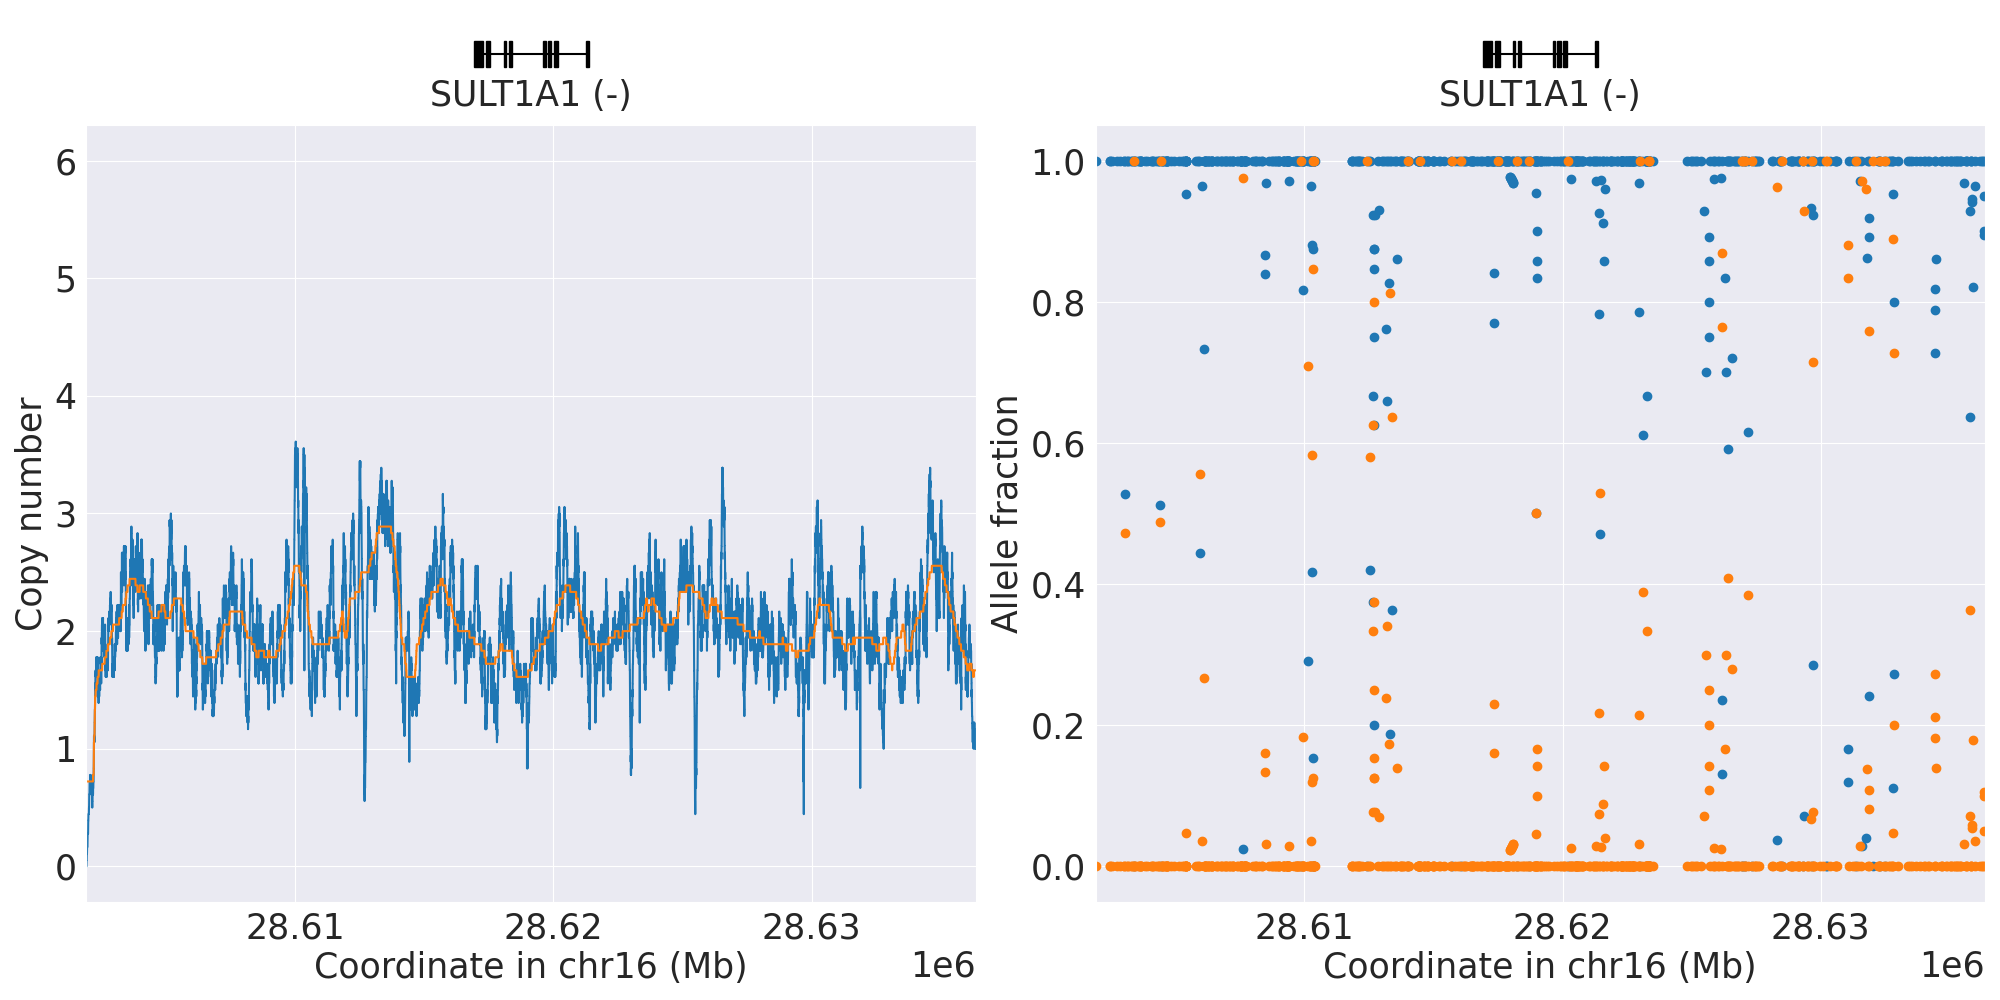 SULT1A1 (-)
6
5
4
3
2
1
0
Copy number
28.61
28.62
28.63
Coordinate in chr16 (Mb)
1e6
SULT1A1 (-)
1.0
0.8
0.6
0.4
0.2
0.0
Allele fraction
28.61
28.62
28.63
Coordinate in chr16 (Mb)
1e6